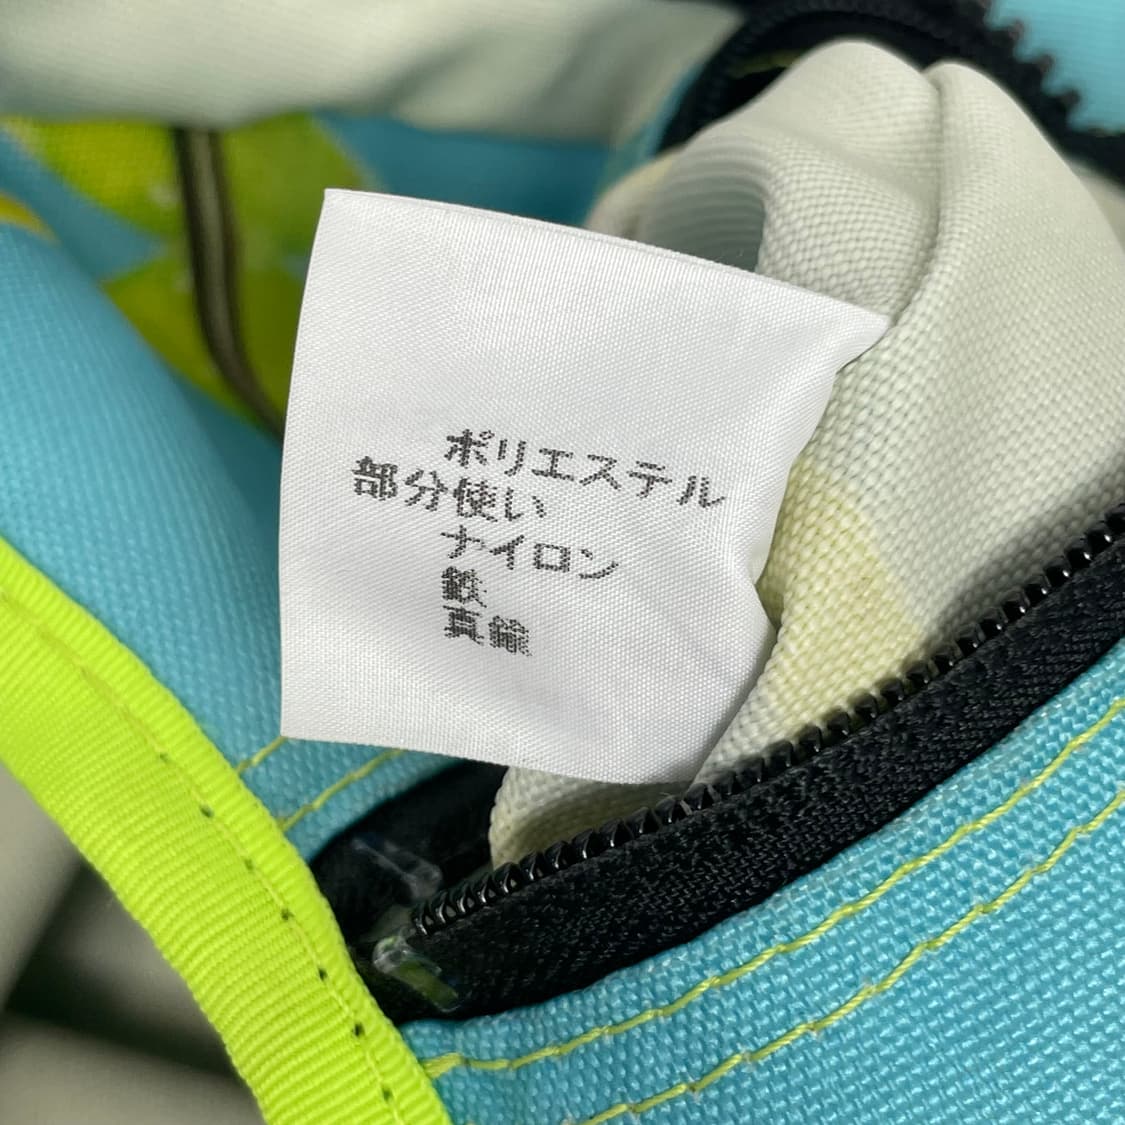 ポリエステル
部分使い
ナイロン
鉄
真鍮